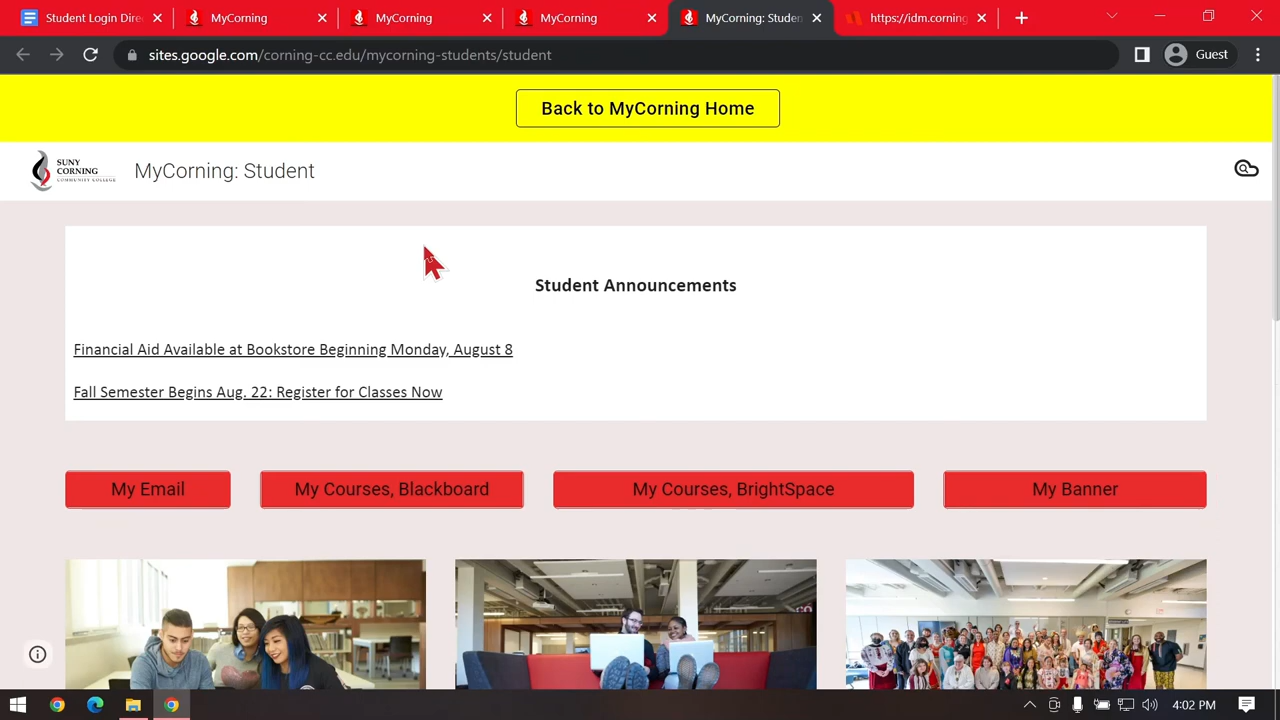 Student Login Dire
MyCorning
MyCorning
MyCorning
MyCorning: Studen
https://idm.corning
sites.google.com/corning-cc.edu/mycorning-students/student
Guest
Back to MyCorning Home
SUNY
CORNING
COMMUNITY COLLEGE
MyCorning: Student
Student Announcements
Financial Aid Available at Bookstore Beginning Monday, August 8
Fall Semester Begins Aug. 22: Register for Classes Now
My Email
My Courses, Blackboard
My Courses, BrightSpace
My Banner
4:02 PM